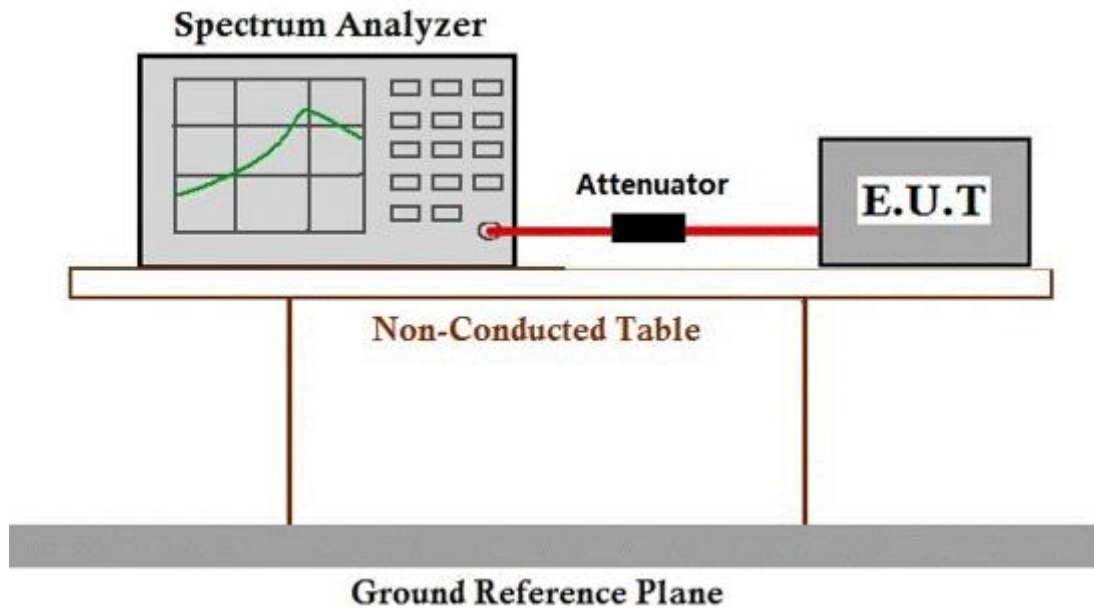 Spectrum Analyzer
Attenuator
E.U.T
Non-Conducted Table
Ground Reference Plane